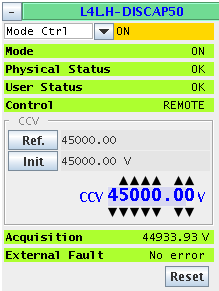 L4L.H-DISCAP50
Mode Ctrl ON
Mode ON
Physical Status OK
User Status OK
Control REMOTE
CCV
Ref. 45000.00
Init 45000.00 V
CCV 45000.00 V
Acquisition 44933.93 V
External Fault No error
Reset